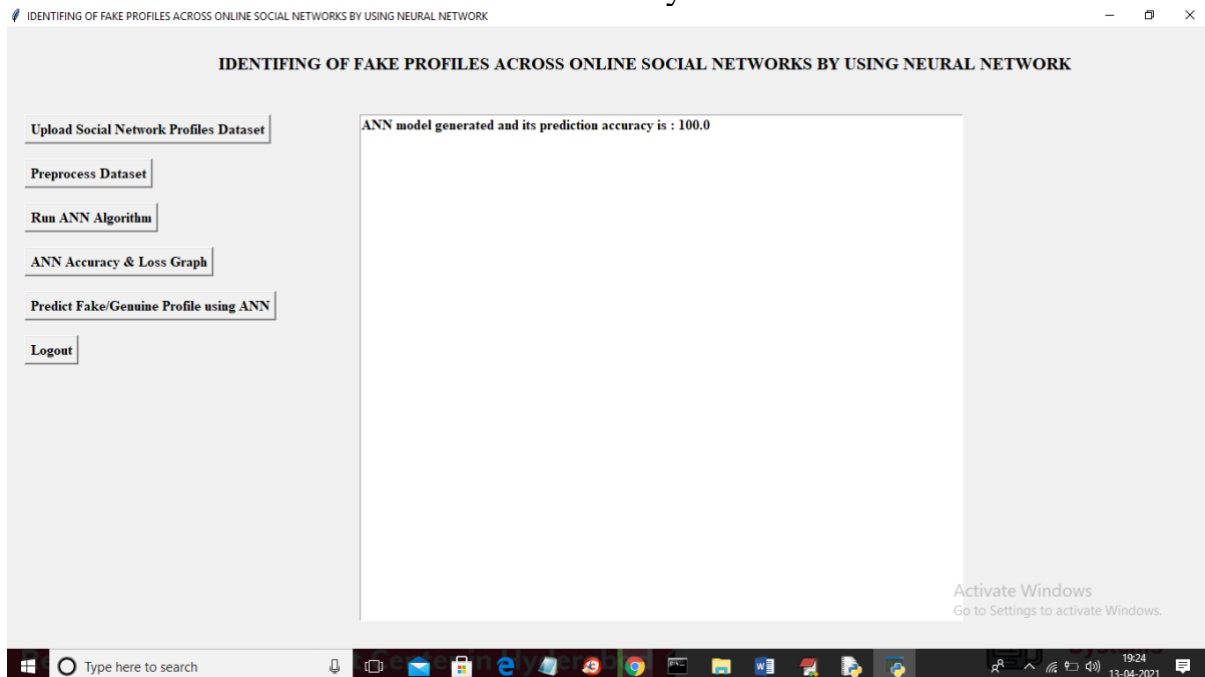 IDENTIFING OF FAKE PROFILES ACROSS ONLINE SOCIAL NETWORKS BY USING NEURAL NETWORK
IDENTIFING OF FAKE PROFILES ACROSS ONLINE SOCIAL NETWORKS BY USING NEURAL NETWORK
Upload Social Network Profiles Dataset
ANN model generated and its prediction accuracy is : 100.0
Preprocess Dataset
Run ANN Algorithm
ANN Accuracy & Loss Graph
Predict Fake/Genuine Profile using ANN
Logout
Activate Windows
Go to Settings to activate Windows.
Type here to search
19:24
13-04-2021